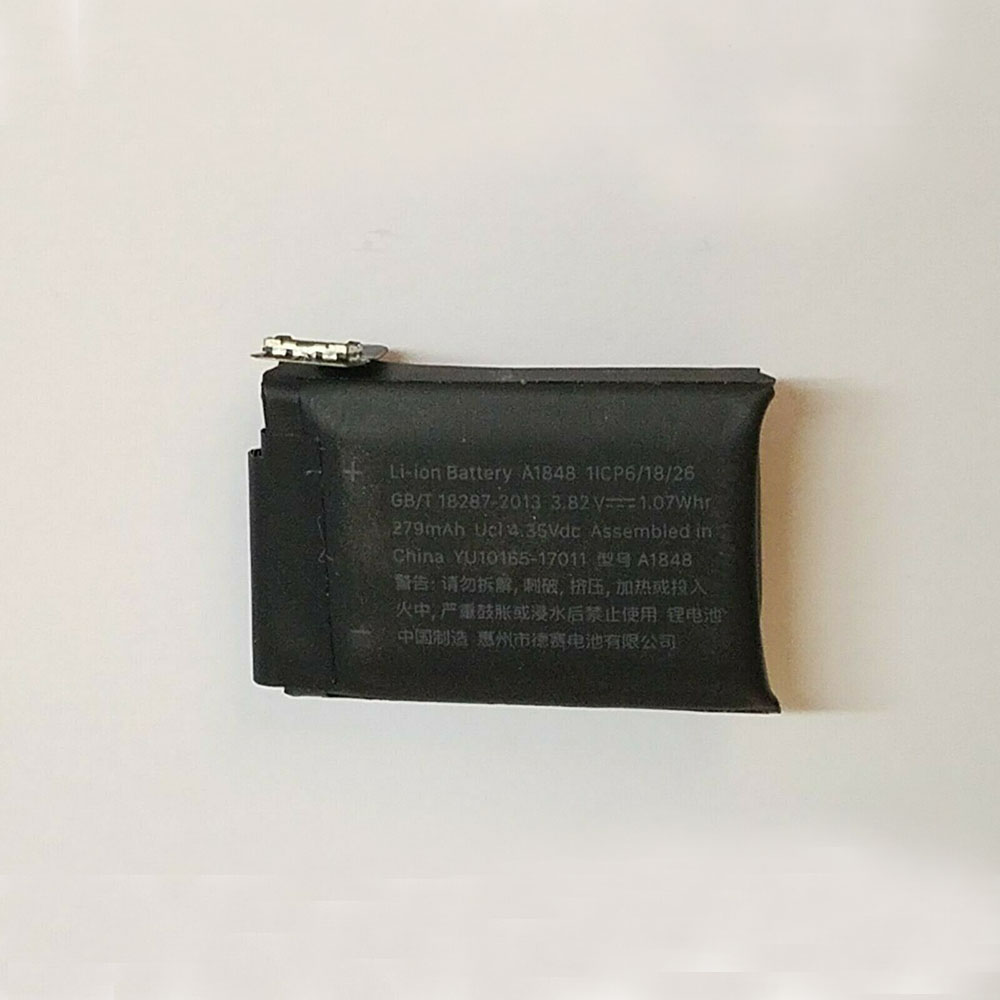 + Li-ion Battery A1848 1ICP6/18/26
GB/T 18287-2013 3.82V⎓1.07Whr
279mAh Ucl 4.35Vdc Assembled in
China YU10165-17011 型号 A1848
警告: 请勿拆解, 刺破, 挤压, 加热或投入
火中, 严重鼓胀或浸水后禁止使用 锂电池
中国制造 惠州市德赛电池有限公司
−